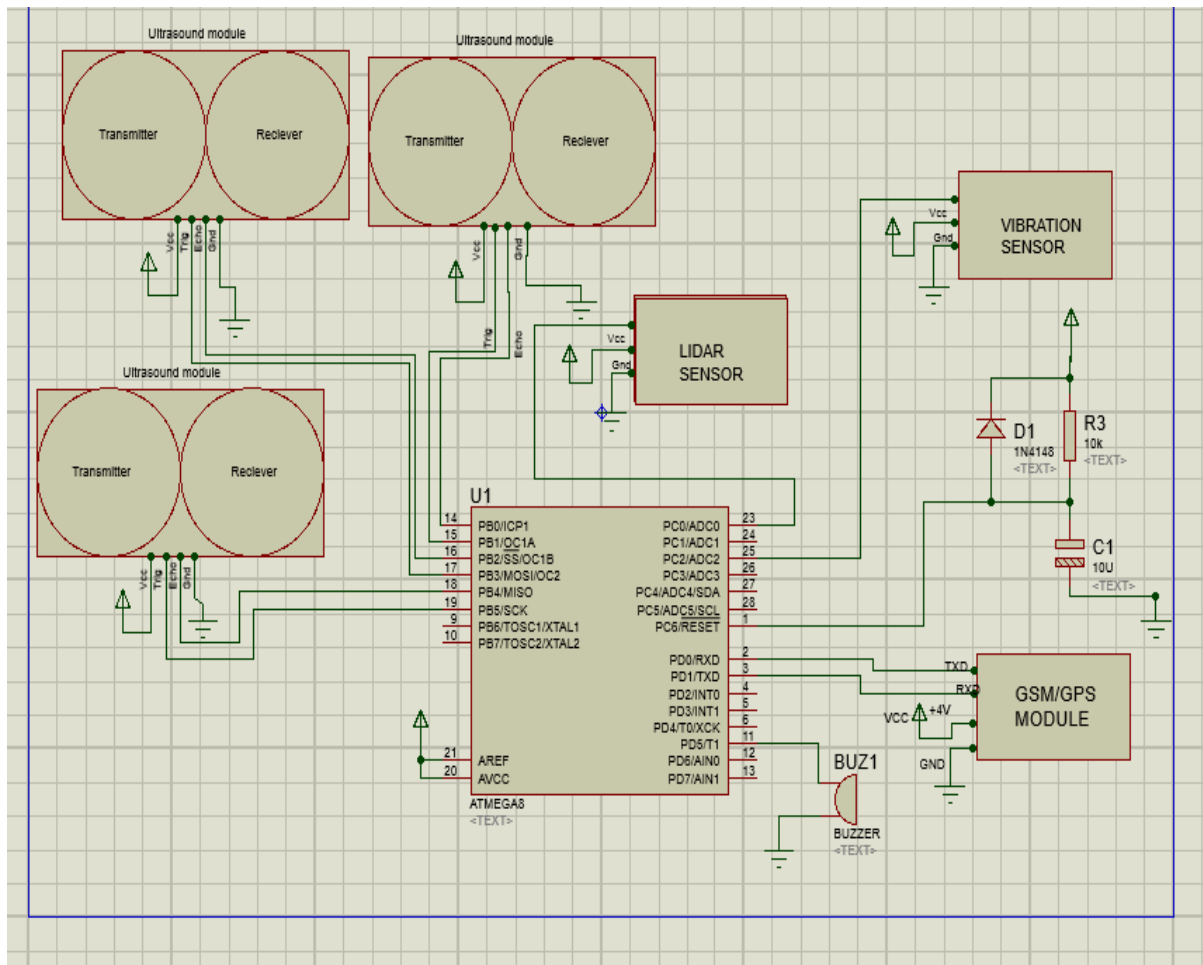 Ultrasound module
Transmitter
Reciever
Vcc
Trig
Echo
Gnd
Ultrasound module
Transmitter
Reciever
Vcc
Gnd
Trig
Echo
VIBRATION
SENSOR
Vcc
Gnd
LIDAR
SENSOR
Vcc
Gnd
Ultrasound module
Transmitter
Reciever
Vcc
Trig
Echo
Gnd
D1
1N4148
<TEXT>
R3
10k
<TEXT>
C1
10U
<TEXT>
U1
14 PB0/ICP1
15 PB1/OC1A
16 PB2/SS/OC1B
17 PB3/MOSI/OC2
18 PB4/MISO
19 PB5/SCK
9 PB6/TOSC1/XTAL1
10 PB7/TOSC2/XTAL2
21 AREF
20 AVCC
PC0/ADC0 23
PC1/ADC1 24
PC2/ADC2 25
PC3/ADC3 26
PC4/ADC4/SDA 27
PC5/ADC5/SCL 28
PC6/RESET 1
PD0/RXD 2
PD1/TXD 3
PD2/INT0 4
PD3/INT1 5
PD4/T0/XCK 6
PD5/T1 11
PD6/AIN0 12
PD7/AIN1 13
ATMEGA8
<TEXT>
TXD
RXD
VCC +4V
GND
GSM/GPS
MODULE
BUZ1
BUZZER
<TEXT>